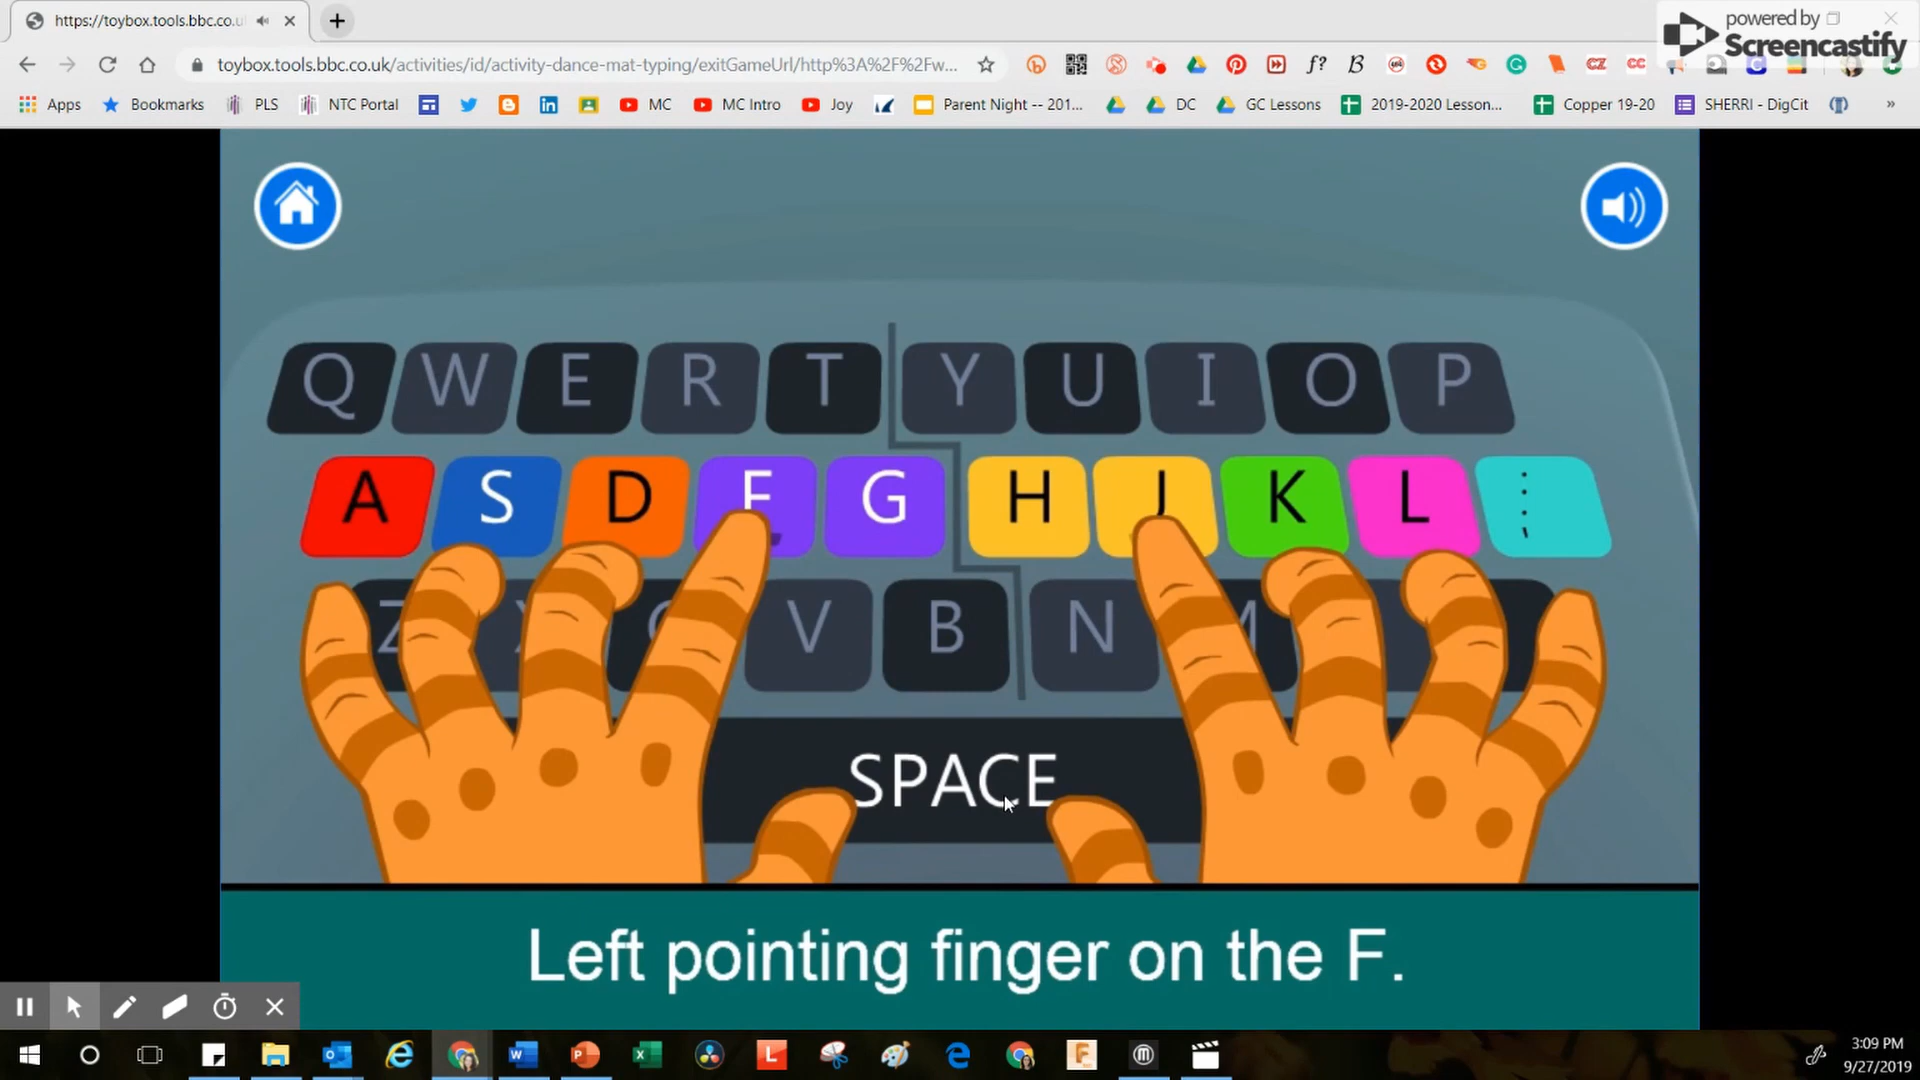 https://toybox.tools.bbc.co.u
powered by
Screencastify
toybox.tools.bbc.co.uk/activities/id/activity-dance-mat-typing/exitGameUrl/http%3A%2F%2Fw...
Apps Bookmarks PLS NTC Portal MC MC Intro Joy Parent Night -- 201... DC GC Lessons 2019-2020 Lesson... Copper 19-20 SHERRI - DigCit »
Q W E R T Y U I O P
A S D F G H J K L
Z V B N M
SPACE
Left pointing finger on the F.
3:09 PM
9/27/2019